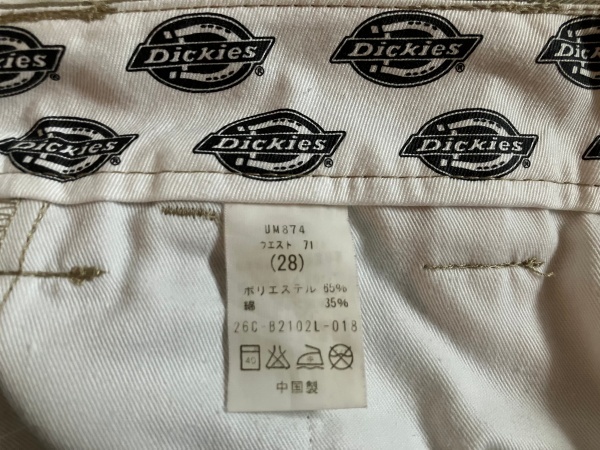 Dickies Dickies Dickies Dickies
Dickies Dickies Dickies
UM874
ウエスト 71
(28)
ポリエステル 65%
綿 35%
26C-82102L-018
40
中国製